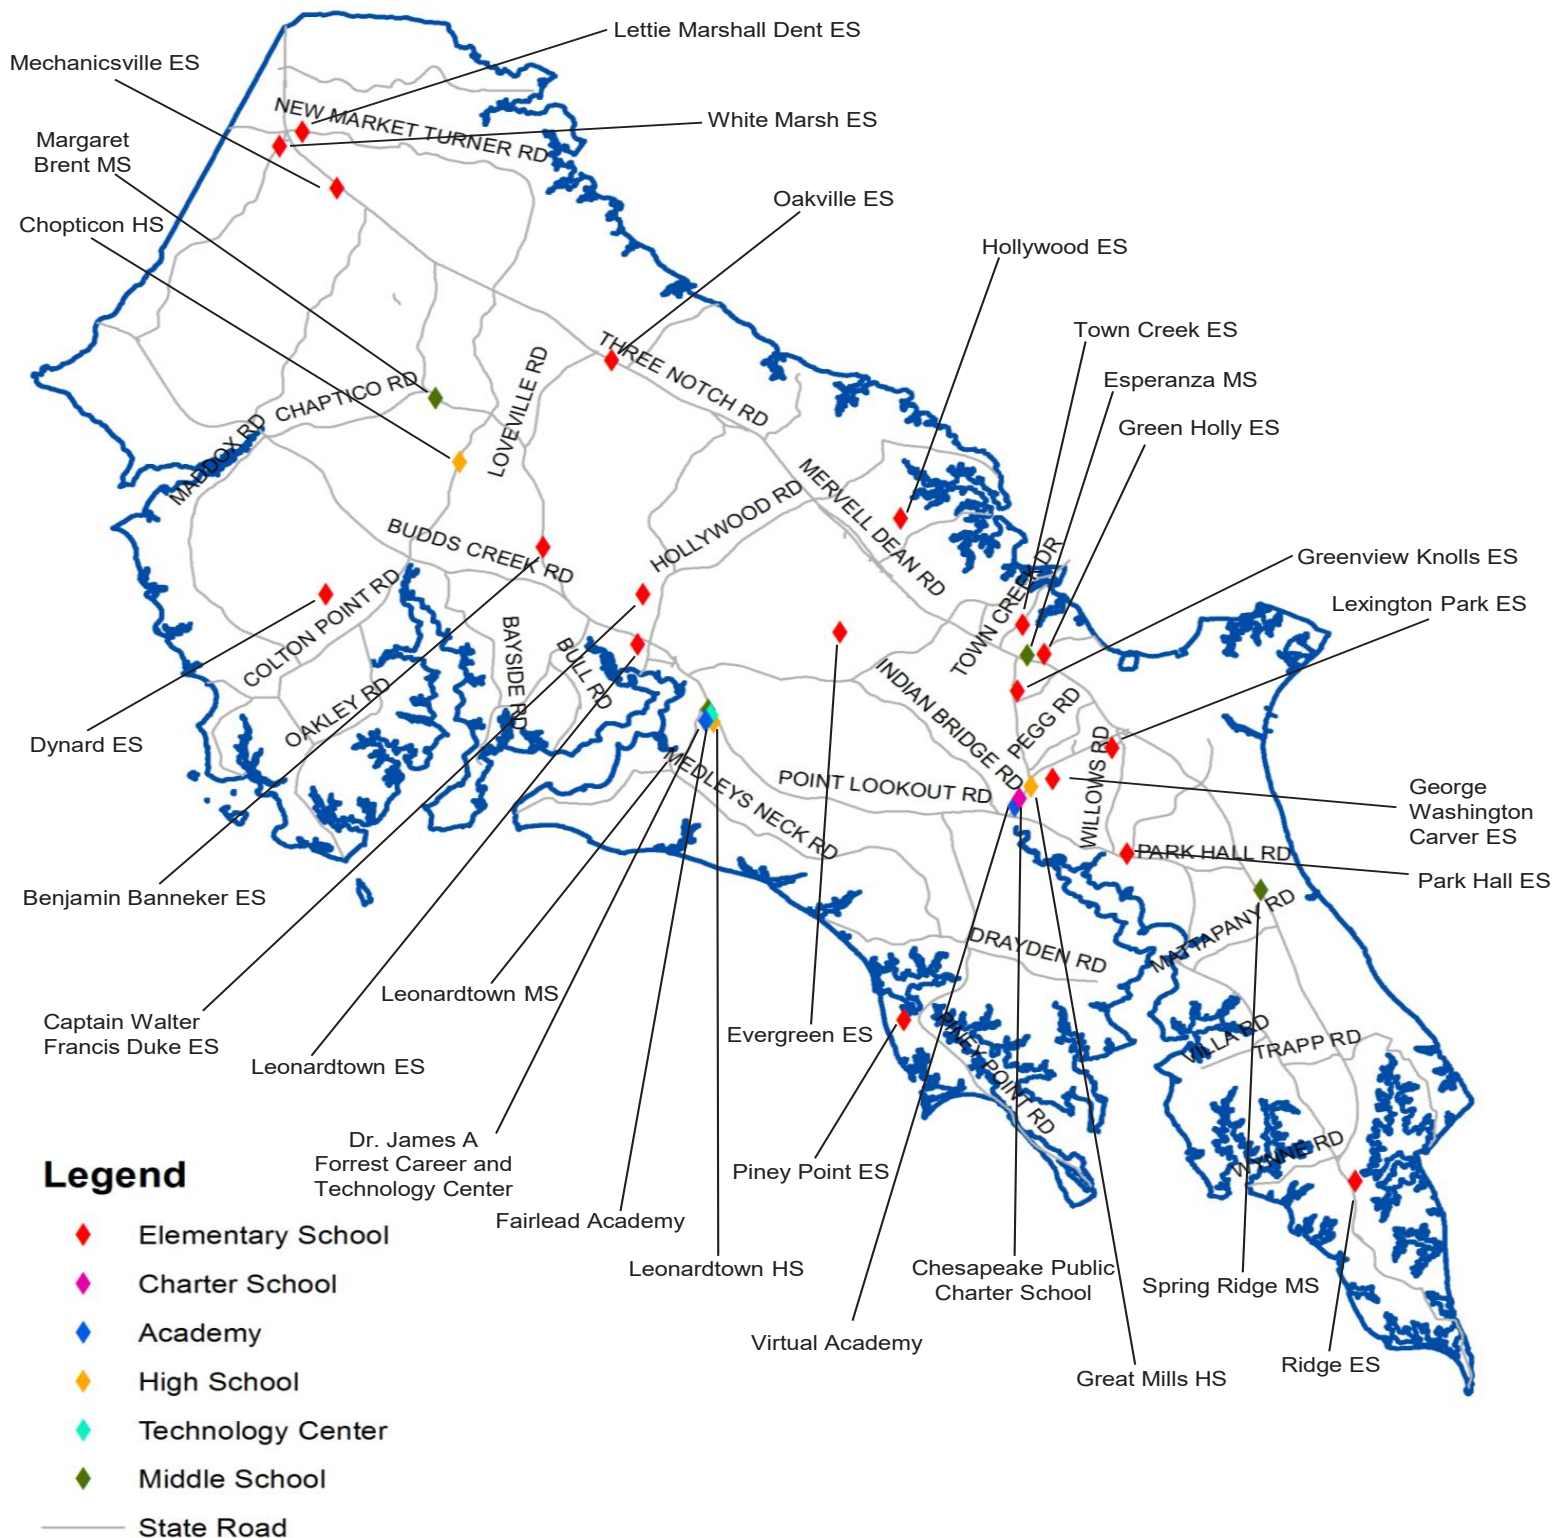 Lettie Marshall Dent ES
Mechanicsville ES
NEW MARKET TURNER RD
White Marsh ES
Margaret
Brent MS
Oakville ES
Chopticon HS
Hollywood ES
Town Creek ES
THREE NOTCH RD
Esperanza MS
LOVEVILLE RD
CHAPTICO RD
Green Holly ES
MADDOX RD
MERVELL DEAN RD
HOLLYWOOD RD
BUDDS CREEK RD
TOWN CREEK DR
Greenview Knolls ES
Lexington Park ES
COLTON POINT RD
BAYSIDE RD
BULL RD
INDIAN BRIDGE RD
PEGG RD
OAKLEY RD
Dynard ES
WILLOWS RD
MEDLEYS NECK RD
POINT LOOKOUT RD
George
Washington
Carver ES
PARK HALL RD
Park Hall ES
Benjamin Banneker ES
MATTAPANY RD
DRAYDEN RD
Leonardtown MS
Captain Walter
Francis Duke ES
Evergreen ES
VILLA RD
TRAPP RD
Leonardtown ES
PINEY POINT RD
Dr. James A
Forrest Career and
Technology Center
Piney Point ES
WYNNE RD
Fairlead Academy
Leonardtown HS
Chesapeake Public
Charter School
Spring Ridge MS
Virtual Academy
Ridge ES
Great Mills HS
Legend
Elementary School
Charter School
Academy
High School
Technology Center
Middle School
State Road